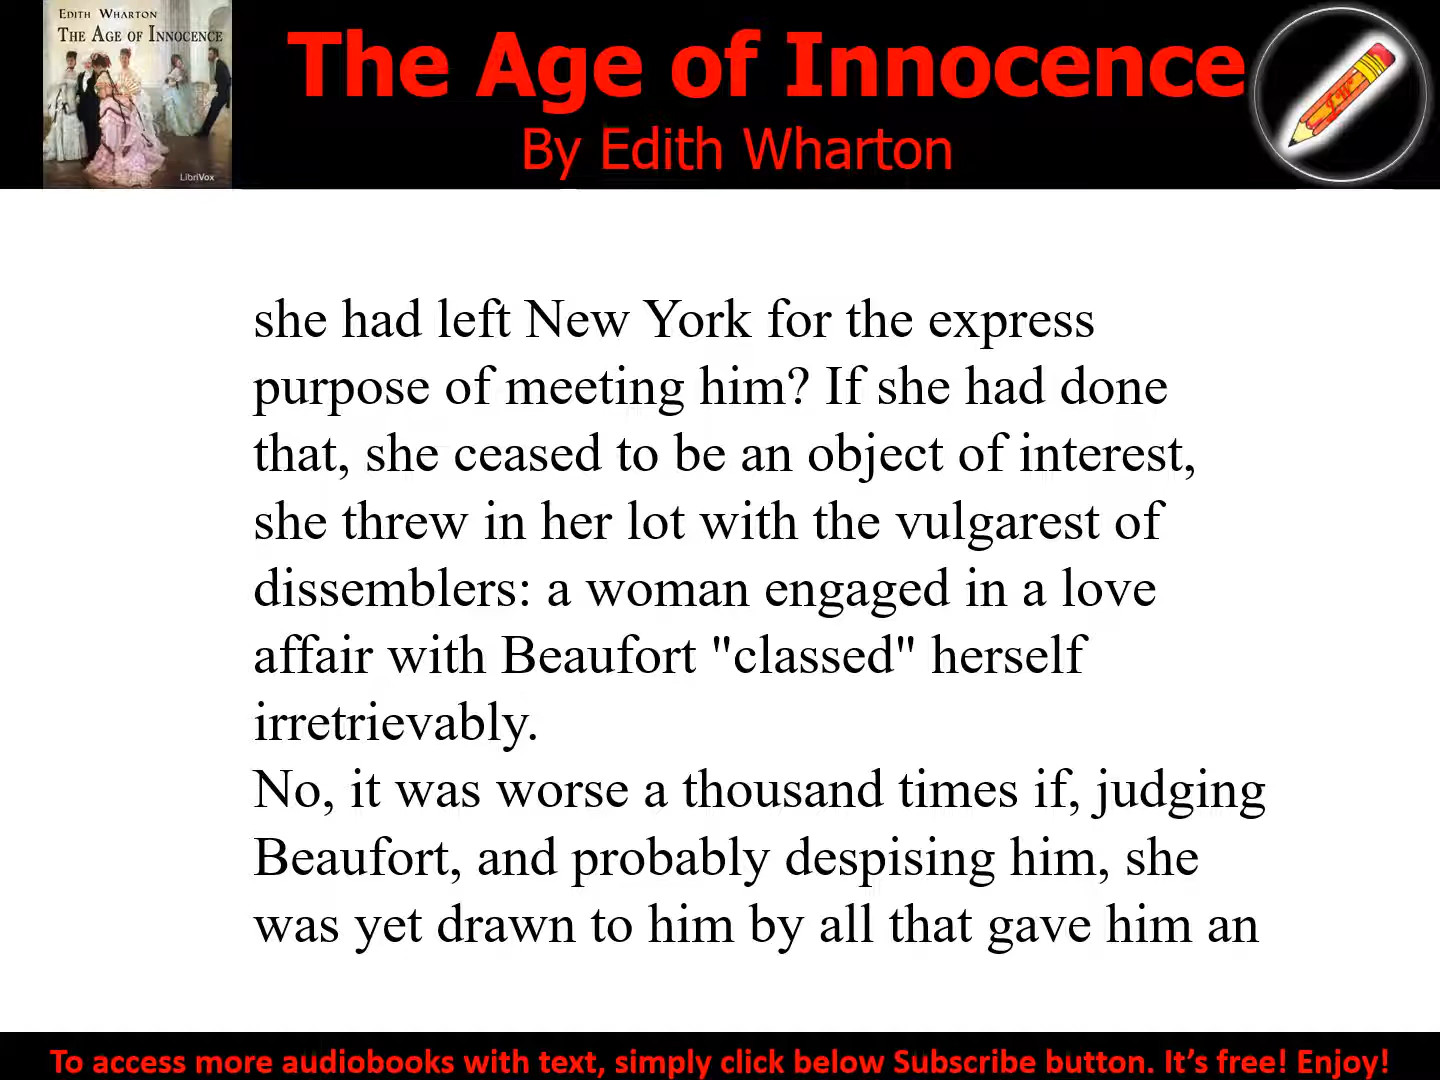 EDITH WHARTON
THE AGE OF INNOCENCE
LibriVox
The Age of Innocence
By Edith Wharton
she had left New York for the express
purpose of meeting him? If she had done
that, she ceased to be an object of interest,
she threw in her lot with the vulgarest of
dissemblers: a woman engaged in a love
affair with Beaufort "classed" herself
irretrievably.
No, it was worse a thousand times if, judging
Beaufort, and probably despising him, she
was yet drawn to him by all that gave him an
To access more audiobooks with text, simply click below Subscribe button. It’s free! Enjoy!